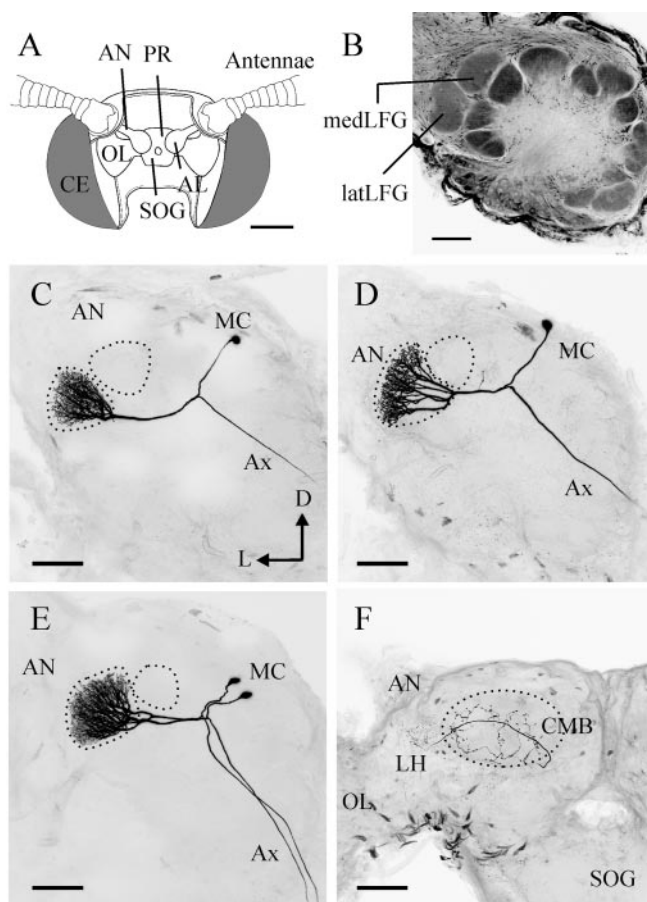 A
AN
PR
Antennae
OL
CE
AL
SOG
B
medLFG
latLFG
C
AN
MC
Ax
D
L
D
AN
MC
Ax
E
AN
MC
Ax
F
AN
CMB
LH
OL
SOG